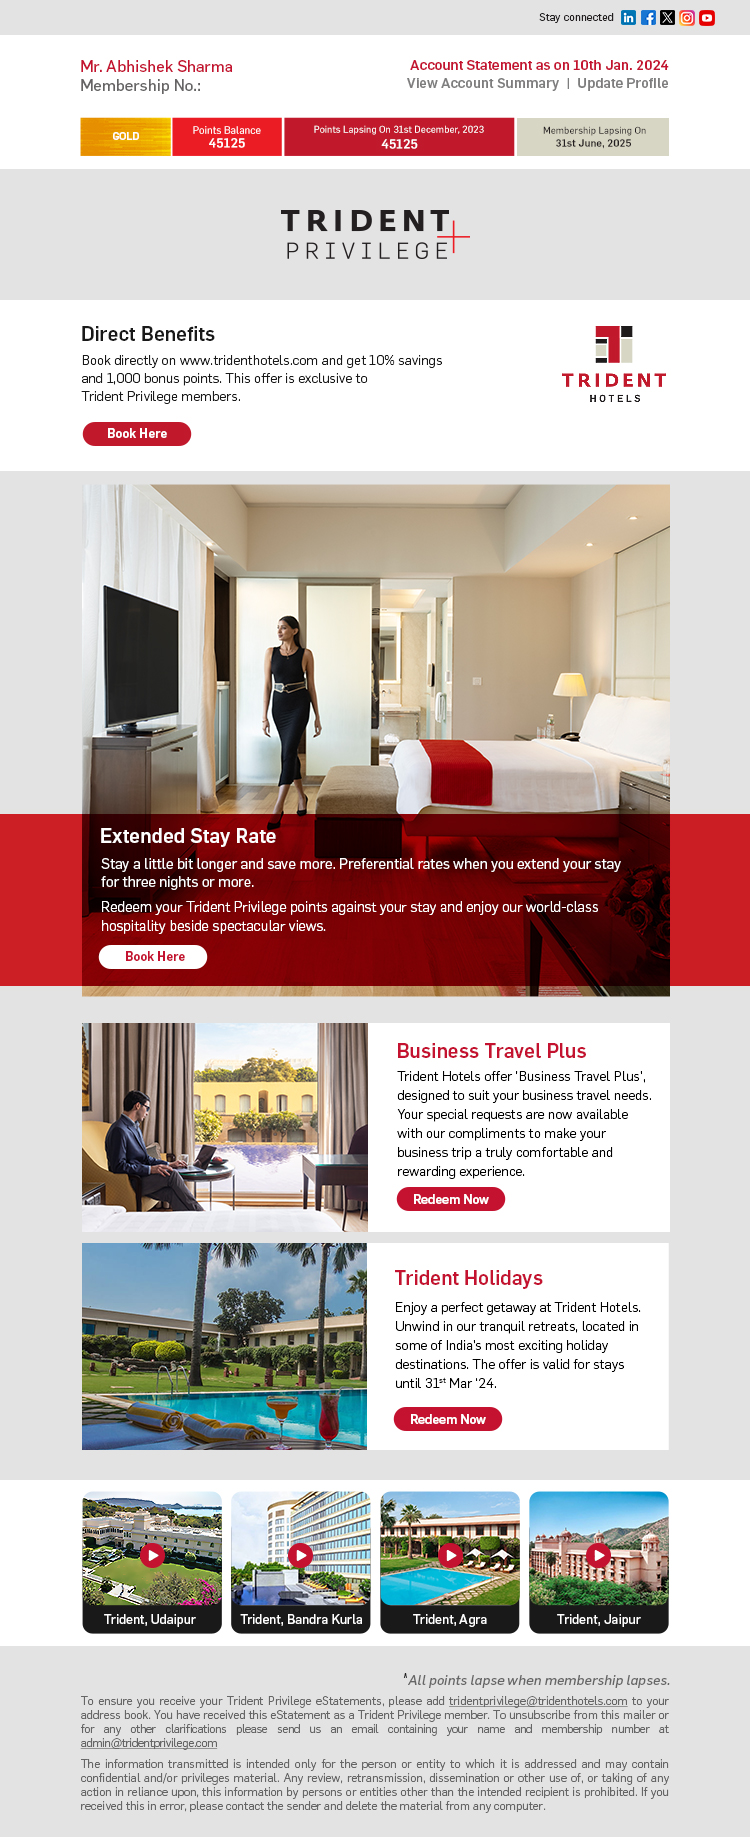 Stay connected
Mr. Abhishek Sharma
Membership No.:
Account Statement as on 10th Jan. 2024
View Account Summary | Update Profile
GOLD
Points Balance
45125
Points Lapsing On 31st December, 2023
45125
Membership Lapsing On
31st June, 2025
TRIDENT
PRIVILEGE
Direct Benefits
Book directly on www.tridenthotels.com and get 10% savings
and 1,000 bonus points. This offer is exclusive to
Trident Privilege members.
Book Here
TRIDENT
HOTELS
Extended Stay Rate
Stay a little bit longer and save more. Preferential rates when you extend your stay
for three nights or more.
Redeem your Trident Privilege points against your stay and enjoy our world-class
hospitality beside spectacular views.
Book Here
Business Travel Plus
Trident Hotels offer 'Business Travel Plus',
designed to suit your business travel needs.
Your special requests are now available
with our compliments to make your
business trip a truly comfortable and
rewarding experience.
Redeem Now
Trident Holidays
Enjoy a perfect getaway at Trident Hotels.
Unwind in our tranquil retreats, located in
some of India's most exciting holiday
destinations. The offer is valid for stays
until 31st Mar '24.
Redeem Now
Trident, Udaipur
Trident, Bandra Kurla
Trident, Agra
Trident, Jaipur
^All points lapse when membership lapses.
To ensure you receive your Trident Privilege eStatements, please add tridentprivilege@tridenthotels.com to your
address book. You have received this eStatement as a Trident Privilege member. To unsubscribe from this mailer or
for any other clarifications please send us an email containing your name and membership number at
admin@tridentprivilege.com
The information transmitted is intended only for the person or entity to which it is addressed and may contain
confidential and/or privileges material. Any review, retransmission, dissemination or other use of, or taking of any
action in reliance upon, this information by persons or entities other than the intended recipient is prohibited. If you
received this in error, please contact the sender and delete the material from any computer.